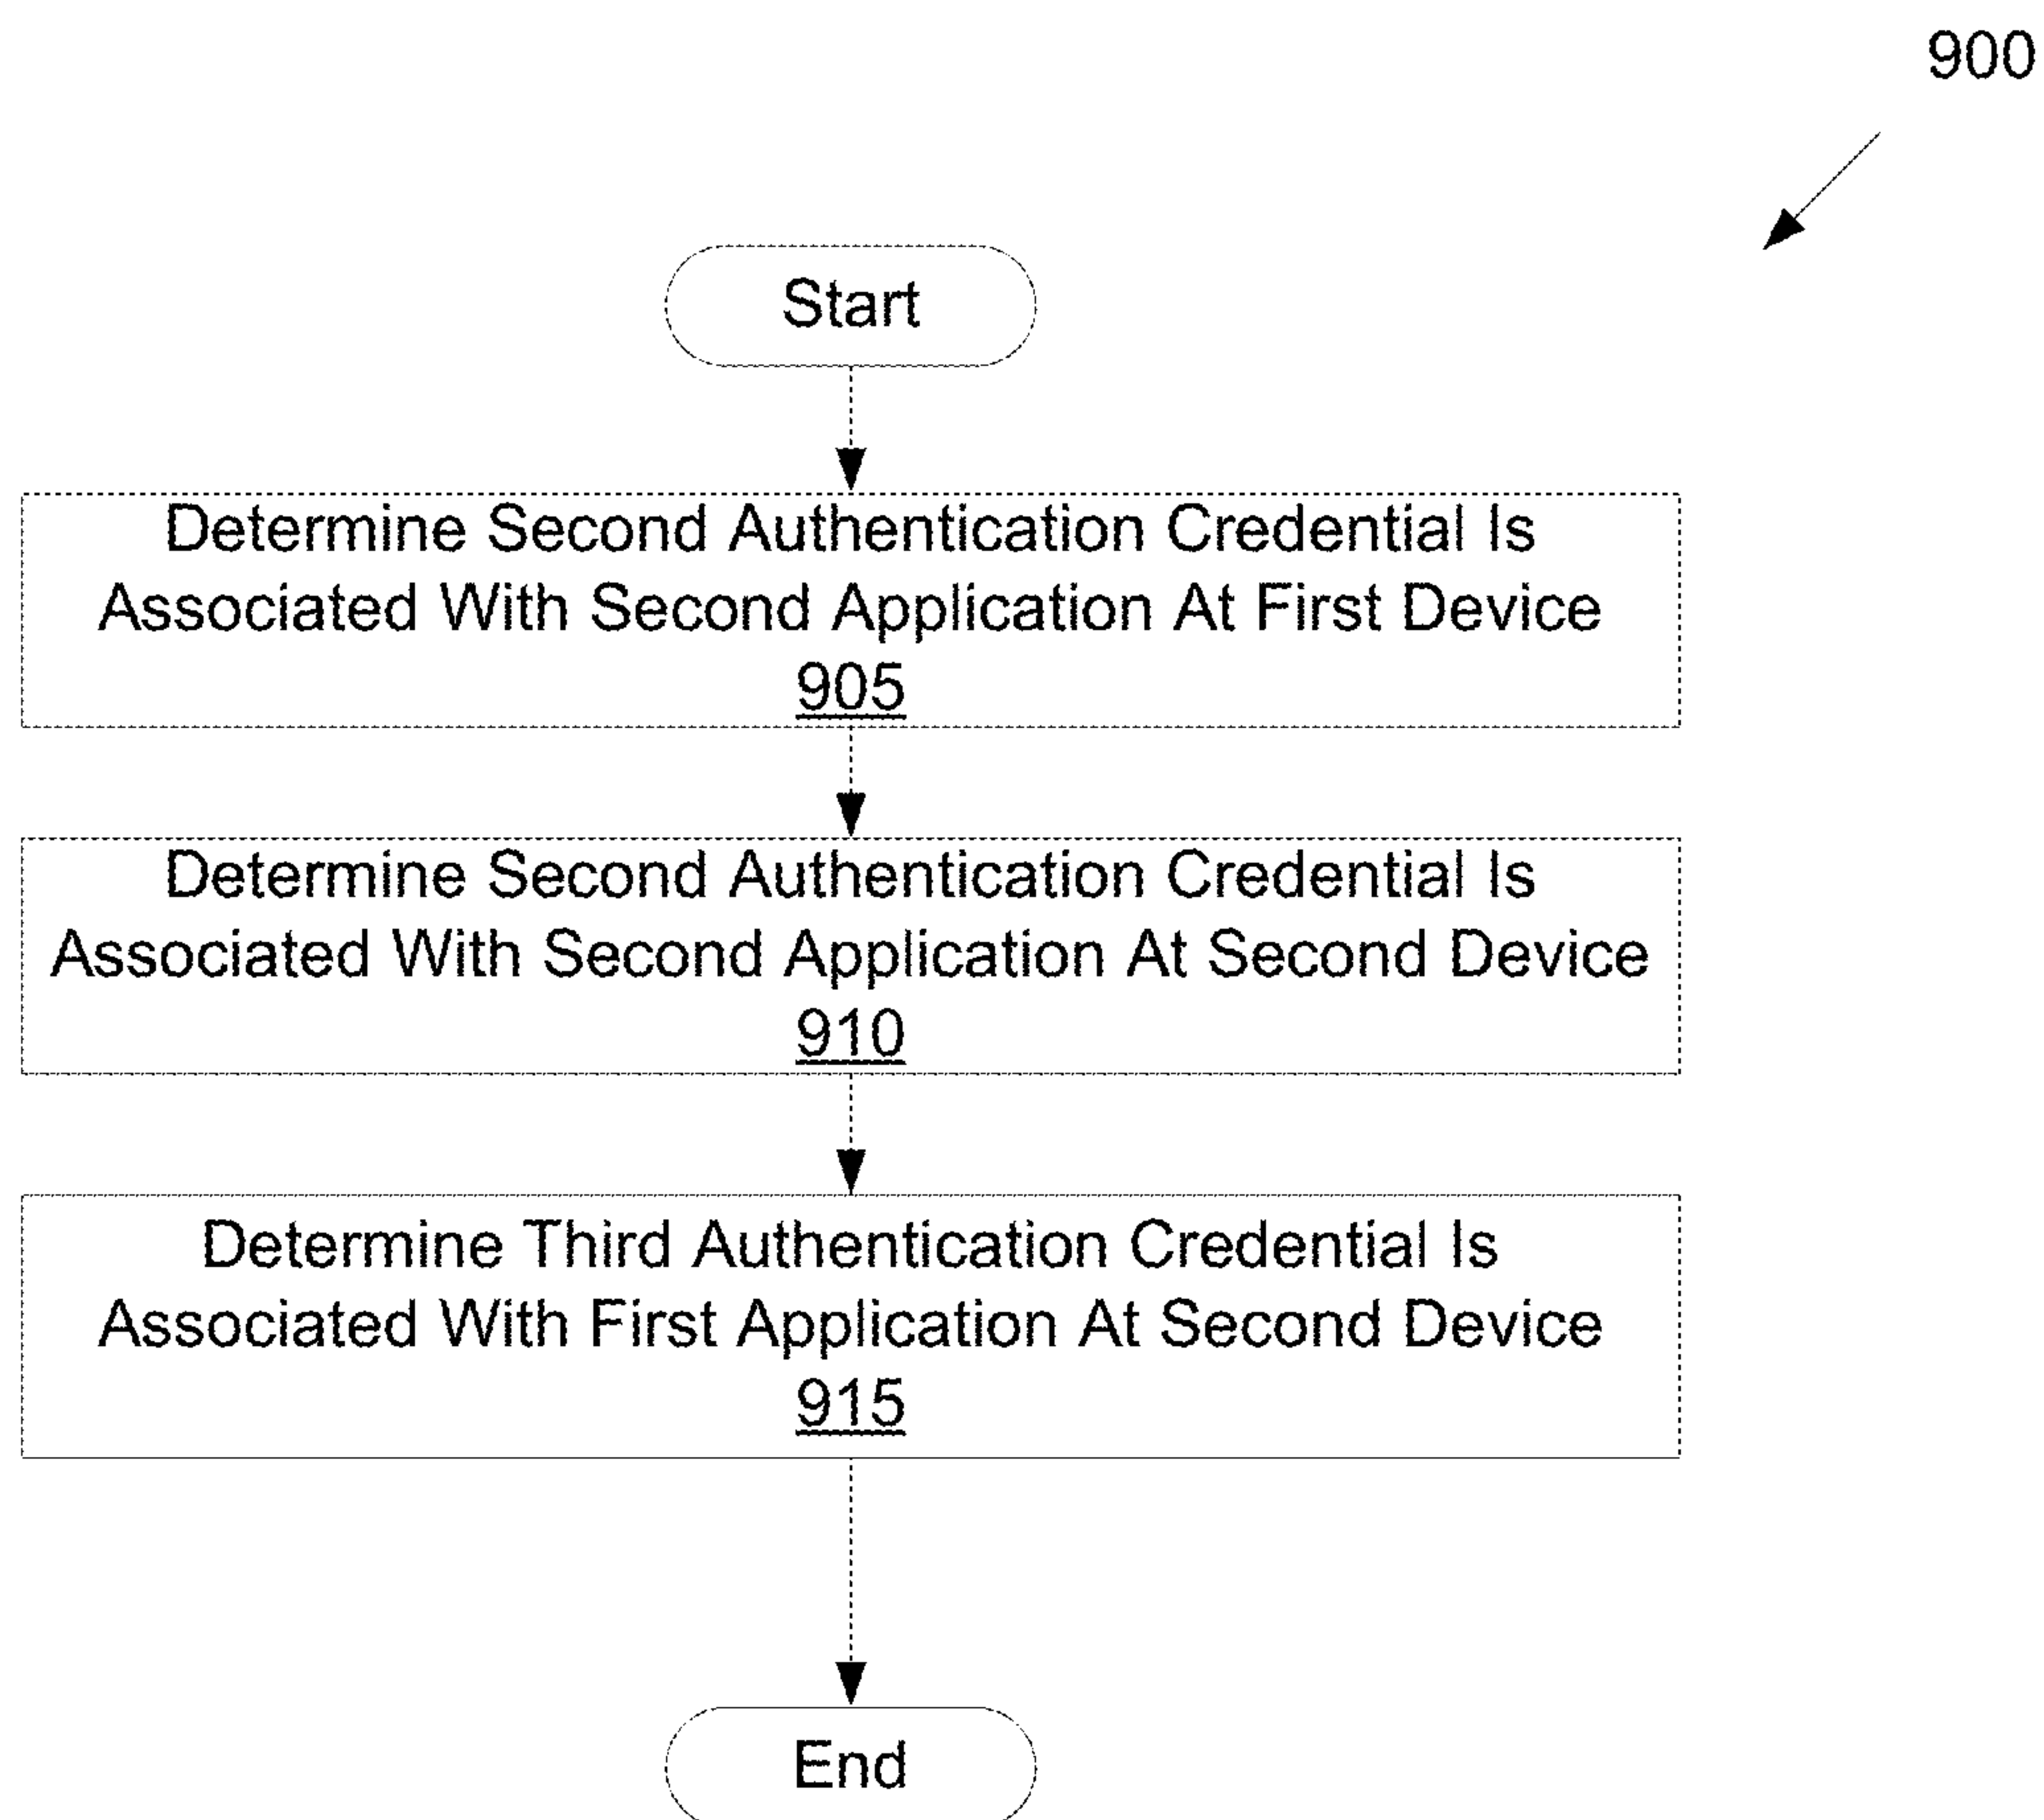 900
Start
Determine Second Authentication Credential Is
Associated With Second Application At First Device
905
Determine Second Authentication Credential Is
Associated With Second Application At Second Device
910
Determine Third Authentication Credential Is
Associated With First Application At Second Device
915
End